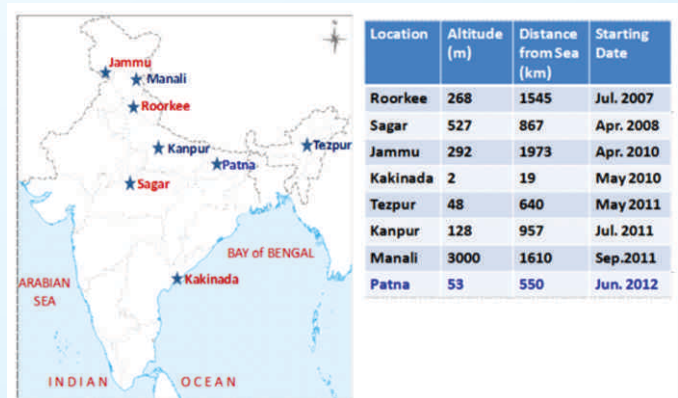 Jammu
Manali
Roorkee
Kanpur
Tezpur
Patna
Sagar
BAY of BENGAL
Kakinada
ARABIAN
SEA
INDIAN OCEAN
Location Altitude (m) Distance from Sea (km) Starting Date
Roorkee 268 1545 Jul. 2007
Sagar 527 867 Apr. 2008
Jammu 292 1973 Apr. 2010
Kakinada 2 19 May 2010
Tezpur 48 640 May 2011
Kanpur 128 957 Jul. 2011
Manali 3000 1610 Sep.2011
Patna 53 550 Jun. 2012